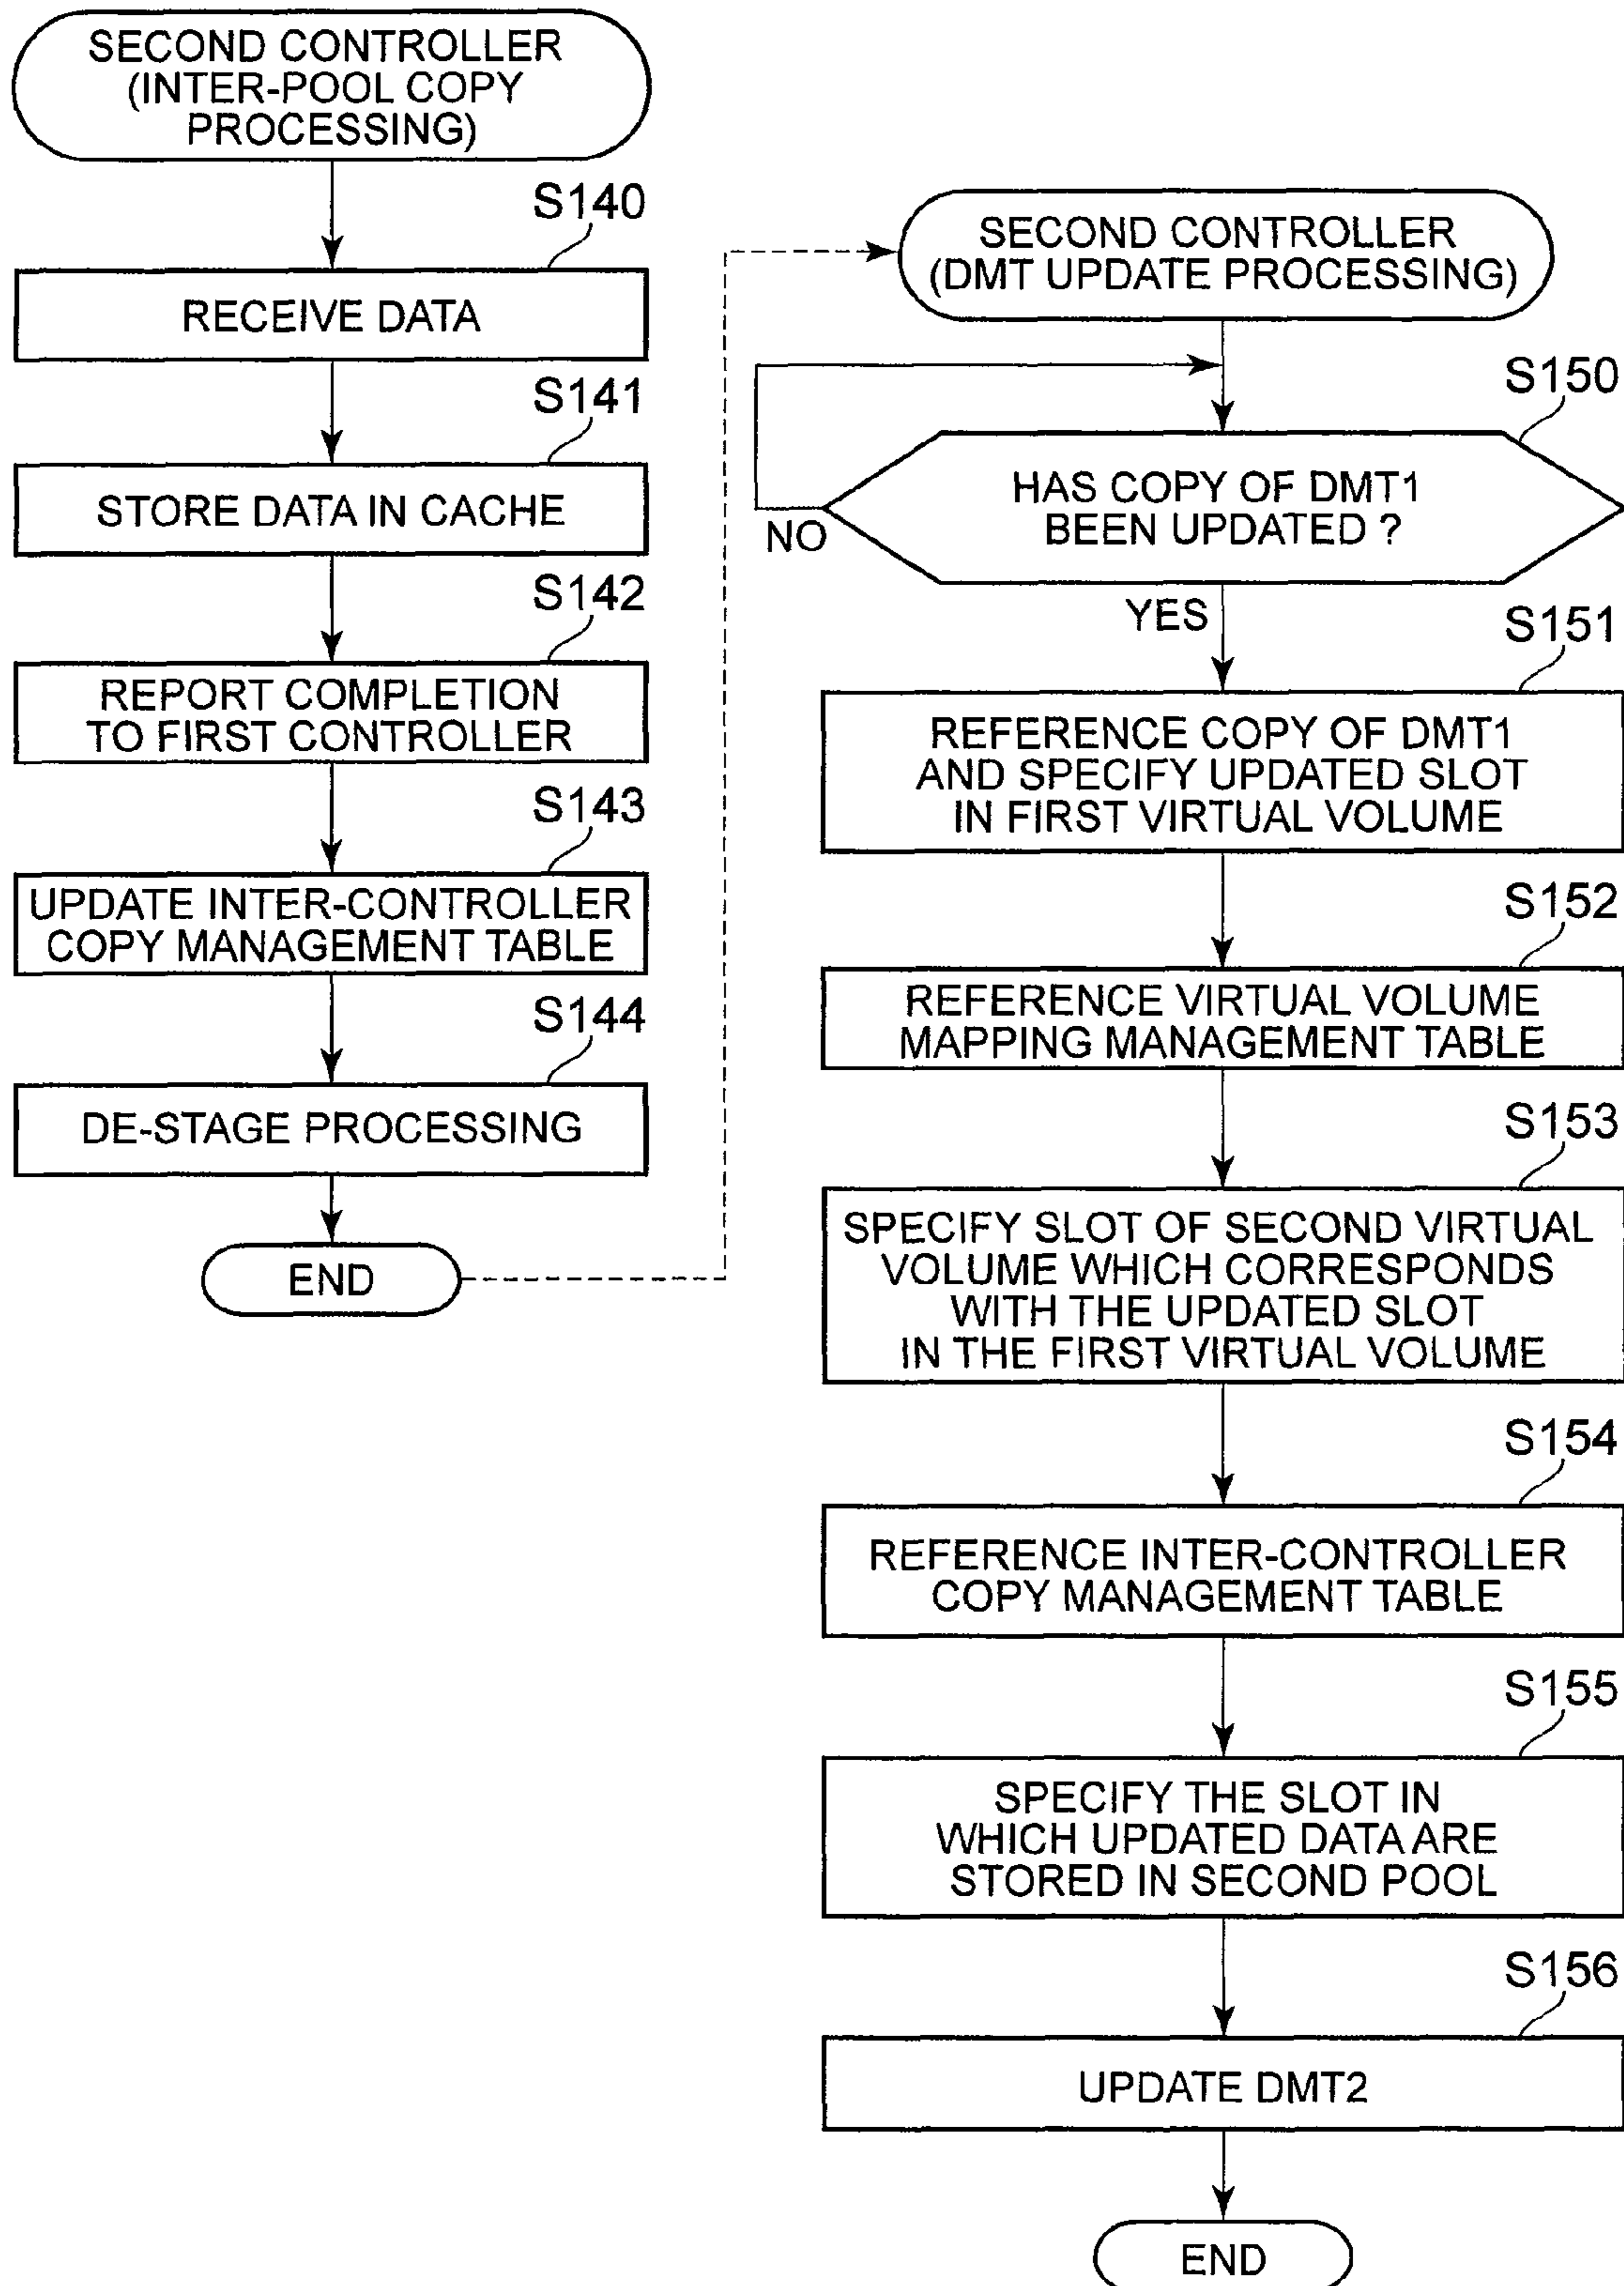 SECOND CONTROLLER
(INTER-POOL COPY
PROCESSING)
S140
RECEIVE DATA
S141
STORE DATA IN CACHE
S142
REPORT COMPLETION
TO FIRST CONTROLLER
S143
UPDATE INTER-CONTROLLER
COPY MANAGEMENT TABLE
S144
DE-STAGE PROCESSING
END
SECOND CONTROLLER
(DMT UPDATE PROCESSING)
S150
HAS COPY OF DMT1
BEEN UPDATED ?
NO
YES
S151
REFERENCE COPY OF DMT1
AND SPECIFY UPDATED SLOT
IN FIRST VIRTUAL VOLUME
S152
REFERENCE VIRTUAL VOLUME
MAPPING MANAGEMENT TABLE
S153
SPECIFY SLOT OF SECOND VIRTUAL
VOLUME WHICH CORRESPONDS
WITH THE UPDATED SLOT
IN THE FIRST VIRTUAL VOLUME
S154
REFERENCE INTER-CONTROLLER
COPY MANAGEMENT TABLE
S155
SPECIFY THE SLOT IN
WHICH UPDATED DATA ARE
STORED IN SECOND POOL
S156
UPDATE DMT2
END